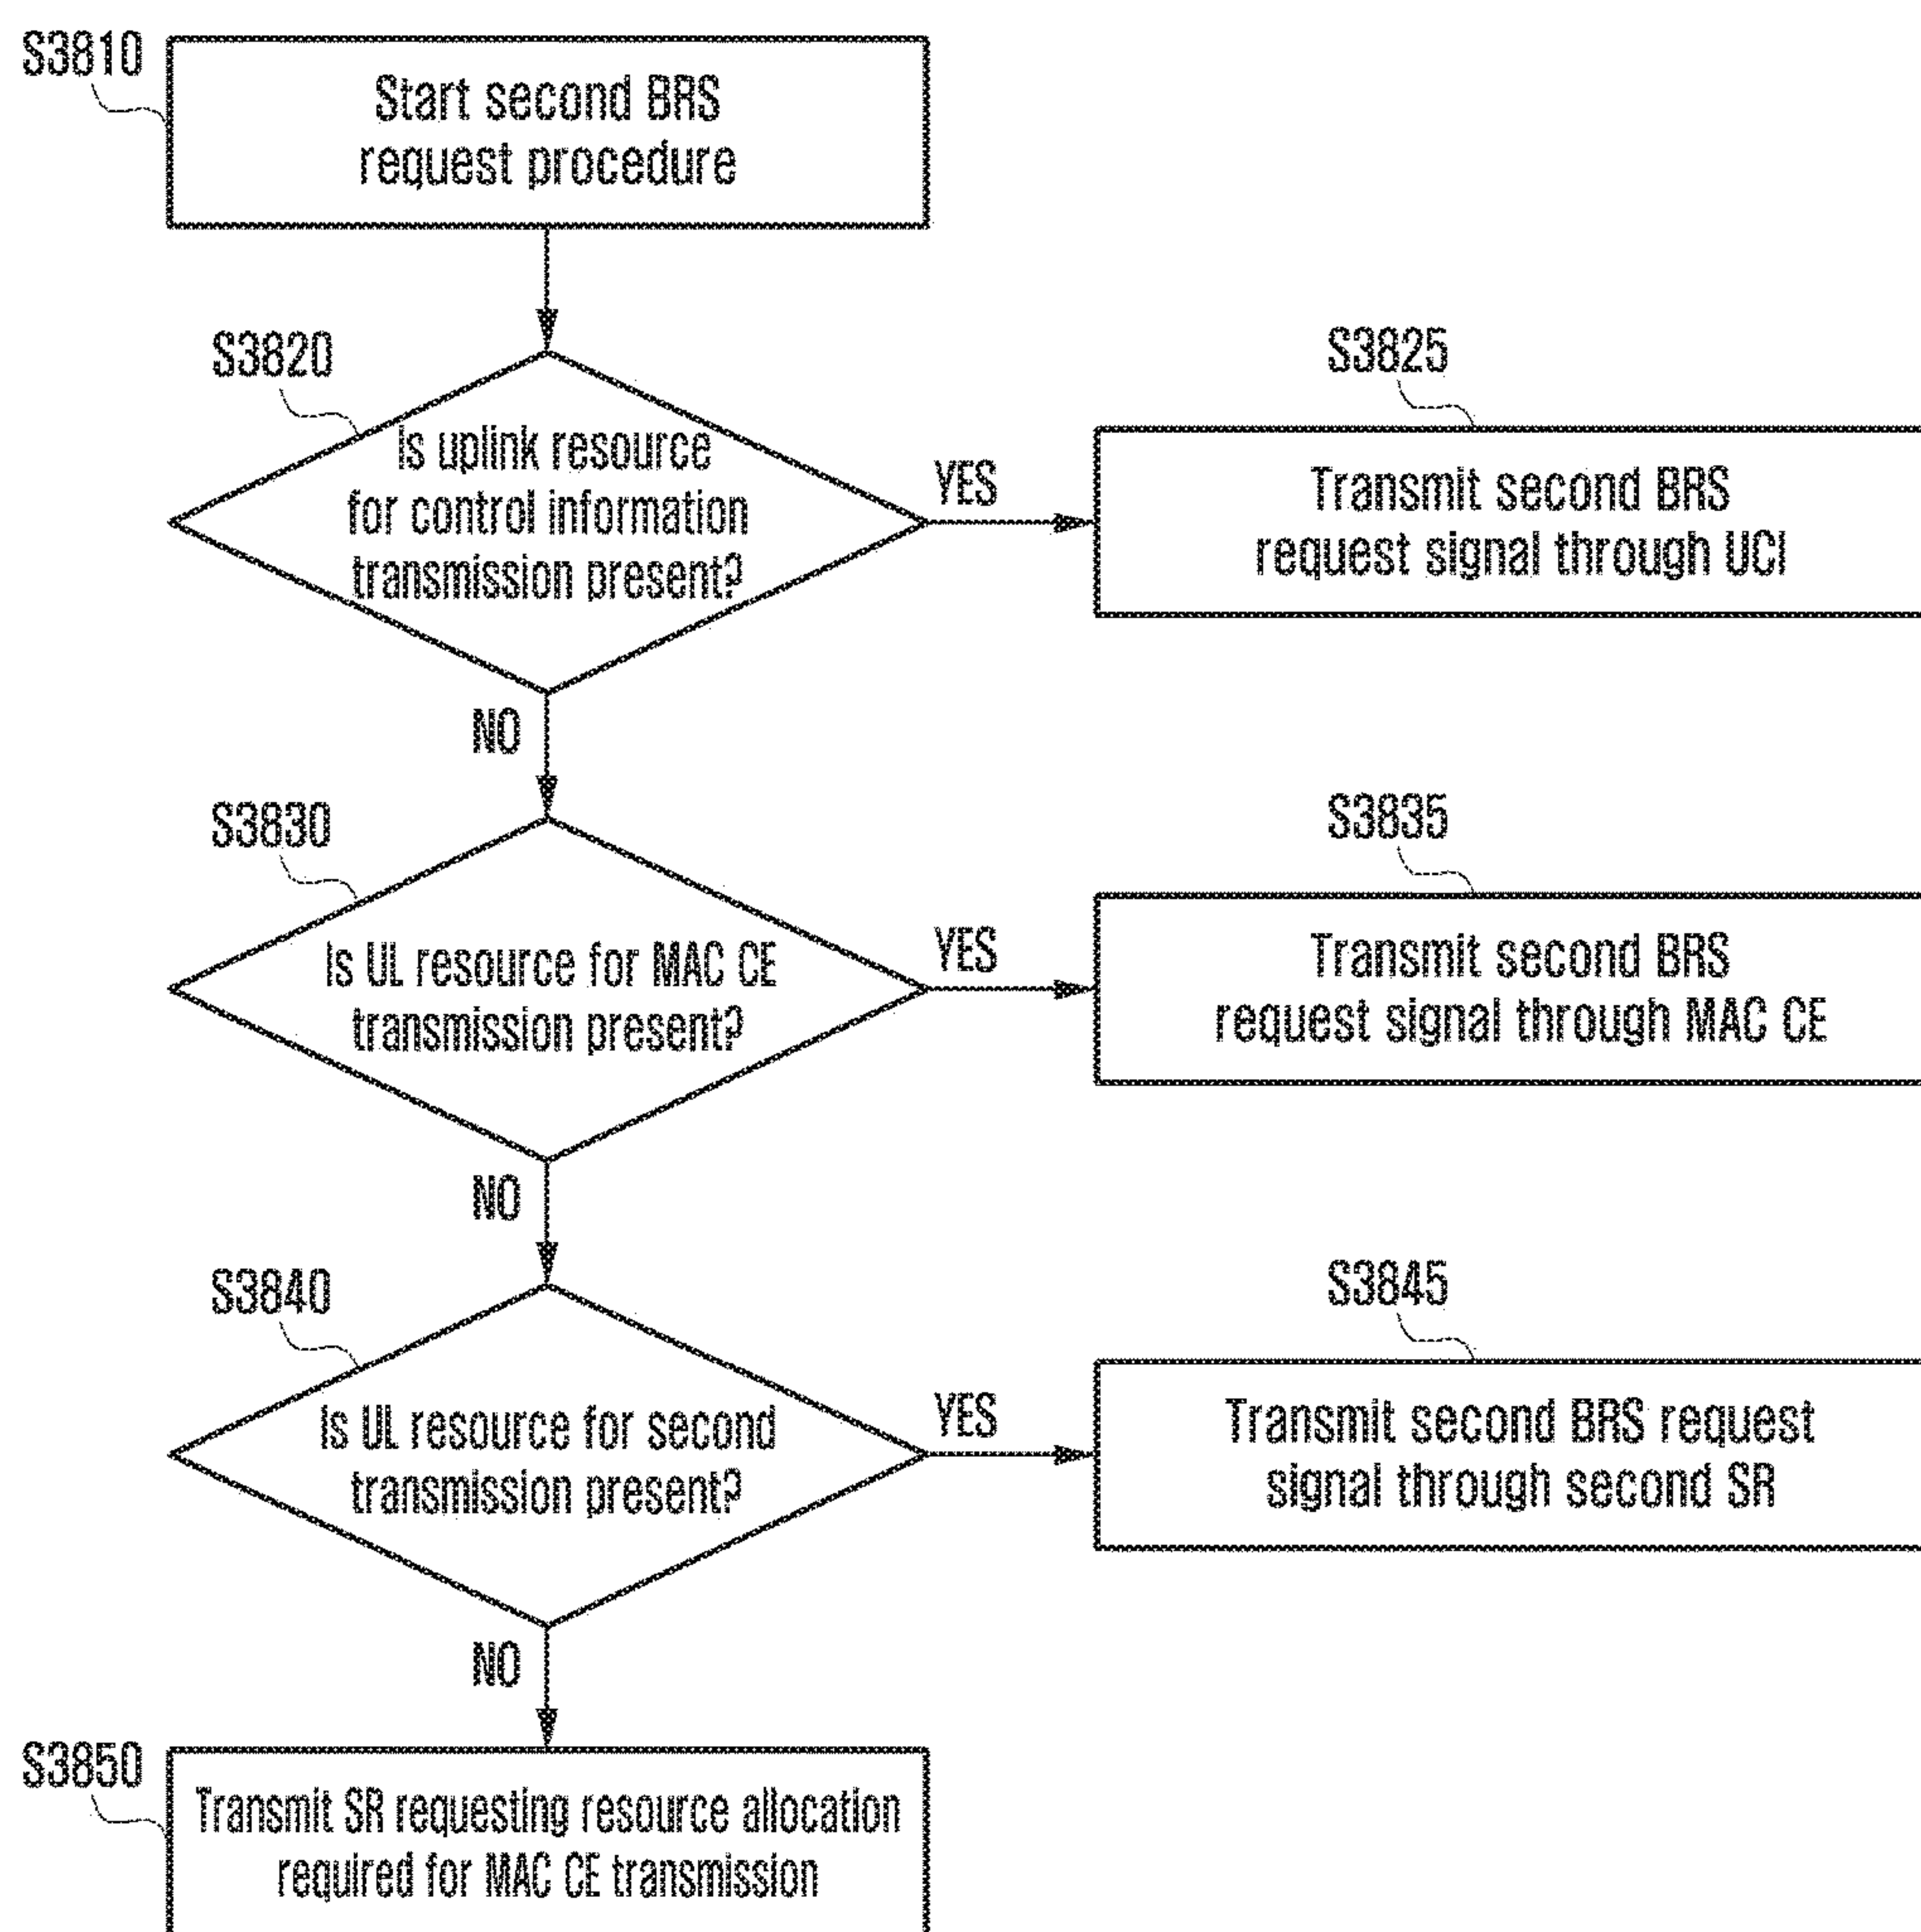 S3810
Start second BRS
request procedure
S3820
Is uplink resource
for control information
transmission present?
YES
S3825
Transmit second BRS
request signal through UCI
NO
S3830
Is UL resource for MAC CE
transmission present?
YES
S3835
Transmit second BRS
request signal through MAC CE
NO
S3840
Is UL resource for second
transmission present?
YES
S3845
Transmit second BRS request
signal through second SR
NO
S3850
Transmit SR requesting resource allocation
required for MAC CE transmission